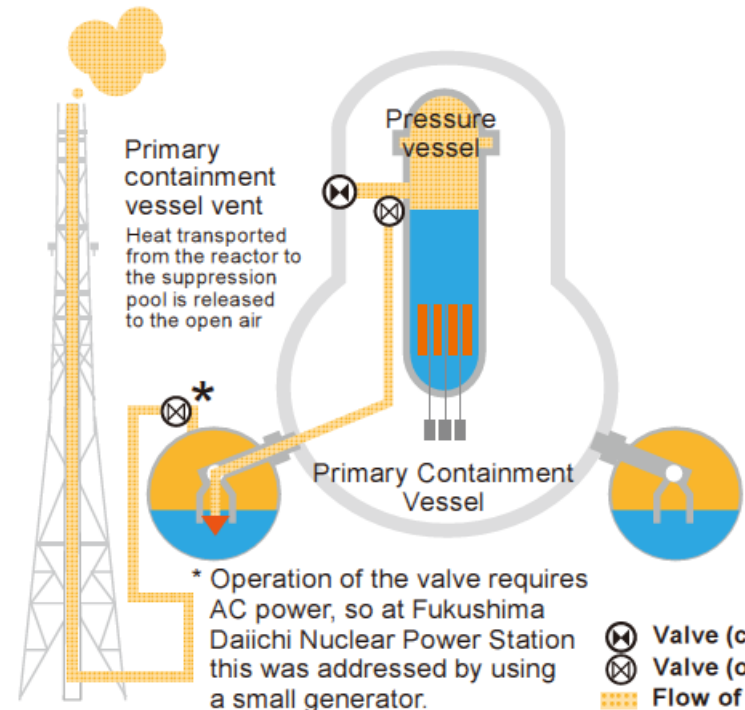 Pressure
vessel
Primary
containment
vessel vent
Heat transported
from the reactor to
the suppression
pool is released
to the open air
*
Primary Containment
Vessel
* Operation of the valve requires
AC power, so at Fukushima
Daiichi Nuclear Power Station
this was addressed by using
a small generator.
Valve (c
Valve (o
Flow of